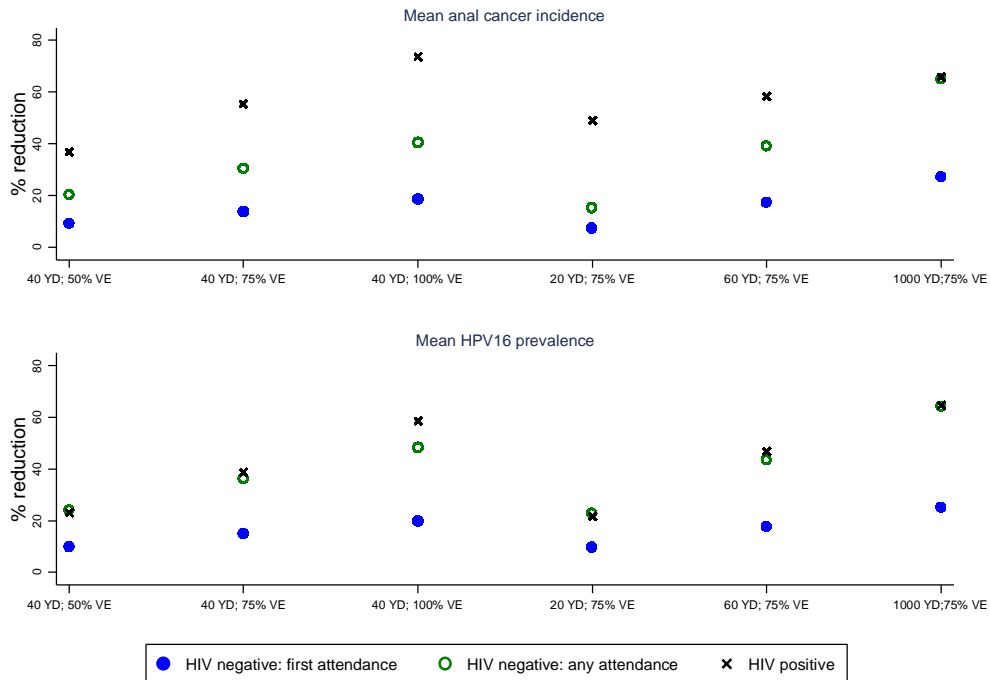 Mean anal cancer incidence
% reduction
80
60
40
20
0
40 YD; 50% VE 40 YD; 75% VE 40 YD; 100% VE 20 YD; 75% VE 60 YD; 75% VE 1000 YD;75% VE
Mean HPV16 prevalence
% reduction
80
60
40
20
0
40 YD; 50% VE 40 YD; 75% VE 40 YD; 100% VE 20 YD; 75% VE 60 YD; 75% VE 1000 YD;75% VE
HIV negative: first attendance HIV negative: any attendance HIV positive